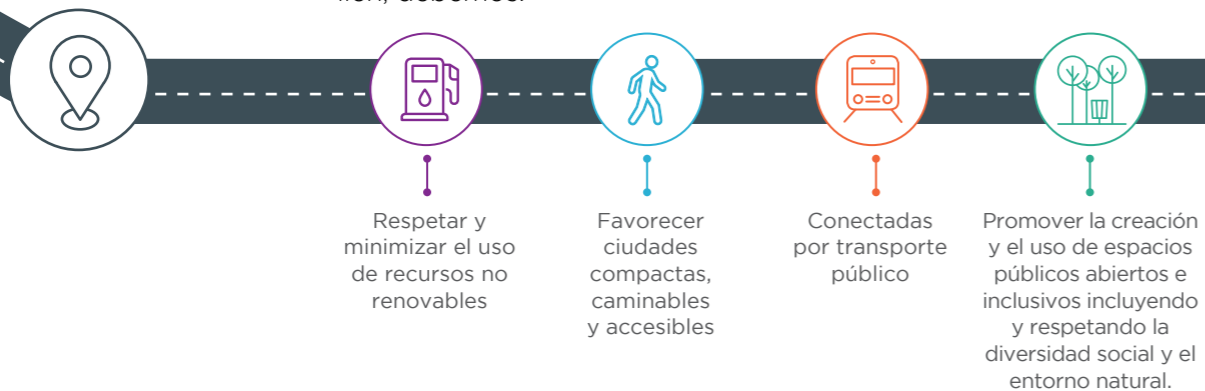 debemos:
Respetar y
minimizar el uso
de recursos no
renovables
Favorecer
ciudades
compactas,
caminables
y accesibles
Conectadas
por transporte
público
Promover la creación
y el uso de espacios
públicos abiertos e
inclusivos incluyendo
y respetando la
diversidad social y el
entorno natural.